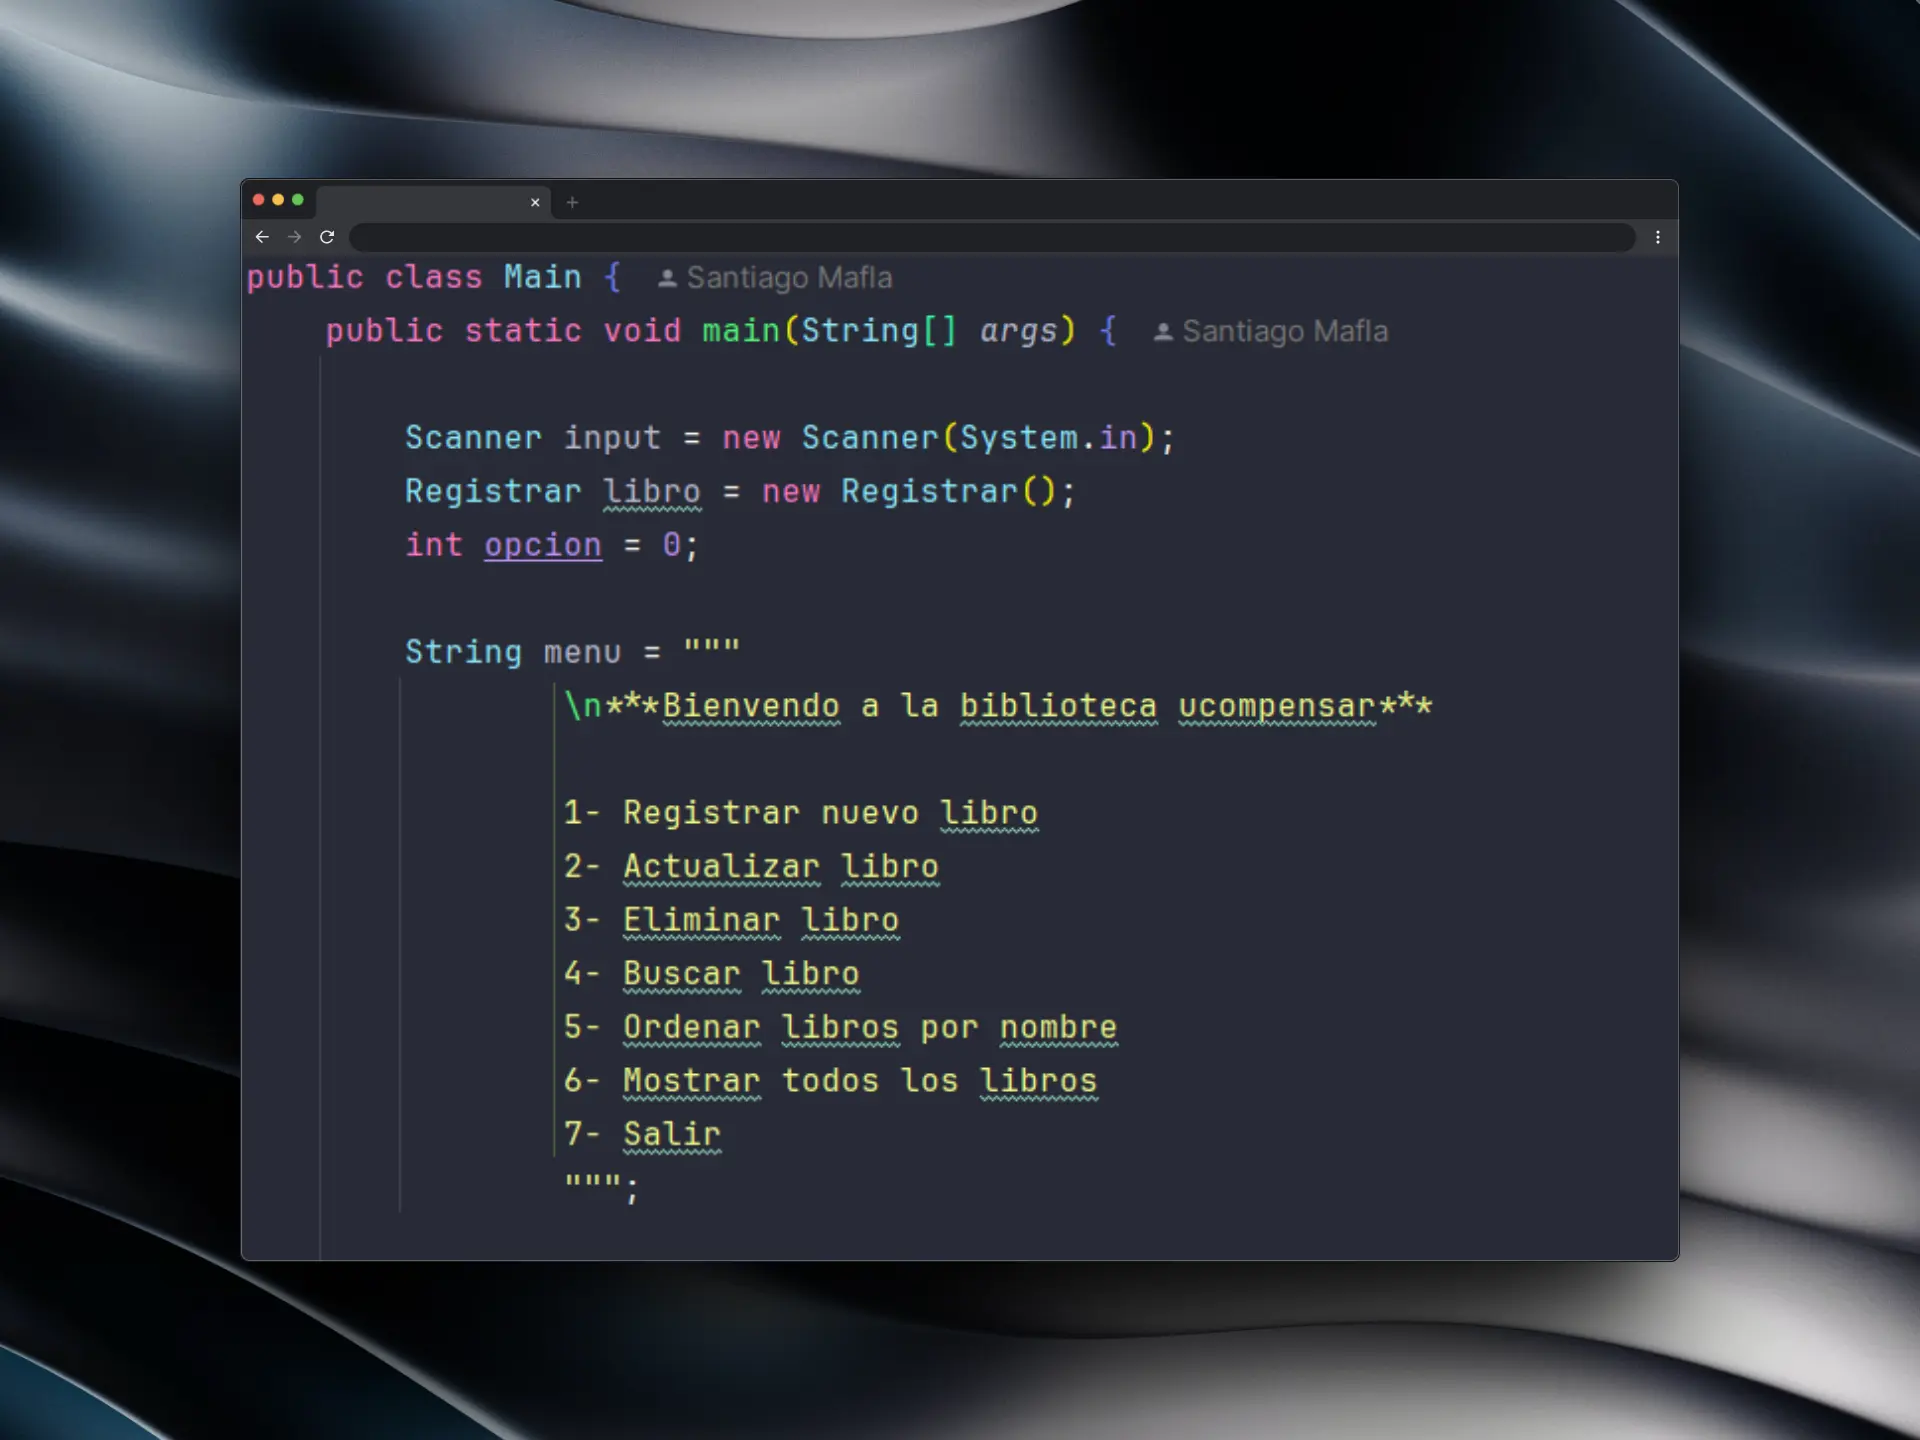 public class Main { Santiago Mafla
public static void main(String[] args) { Santiago Mafla
Scanner input = new Scanner(System.in);
Registrar libro = new Registrar();
int opcion = 0;
String menu = """
\n***Bienvendo a la biblioteca ucompensar***
1- Registrar nuevo libro
2- Actualizar libro
3- Eliminar libro
4- Buscar libro
5- Ordenar libros por nombre
6- Mostrar todos los libros
7- Salir
""";